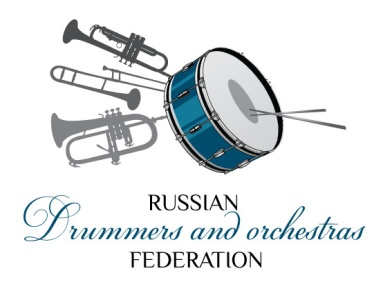 RUSSIAN
Drummers and orchestras
FEDERATION